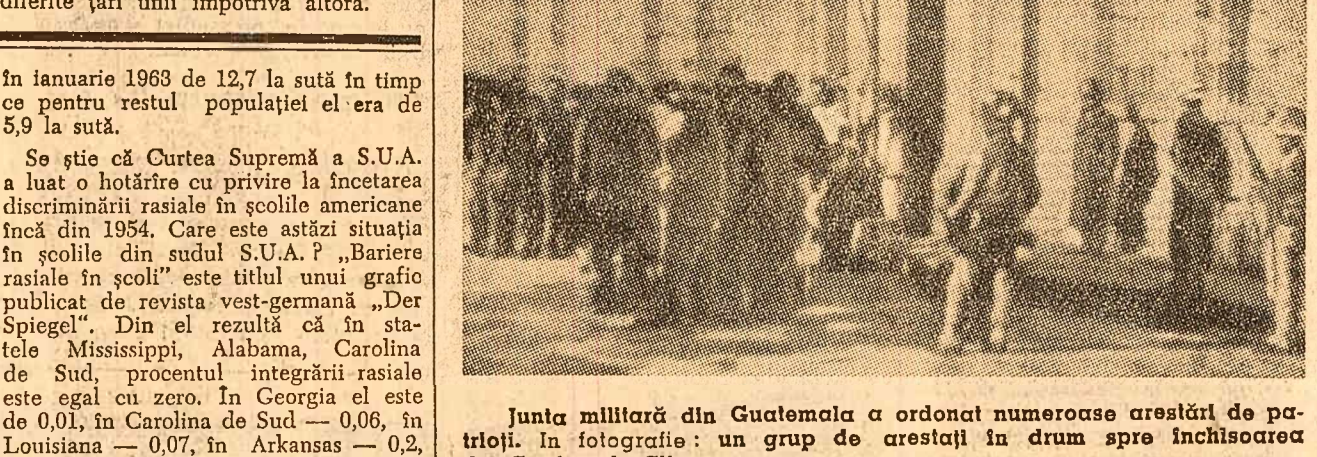 diferite țări unii împotriva altora.
în ianuarie 1963 de 12,7 la sută în timp
ce pentru restul populației el era de
5,9 la sută.
Se știe că Curtea Supremă a S.U.A.
a luat o hotărîre cu privire la încetarea
discriminării rasiale în școlile americane
încă din 1954. Care este astăzi situația
în școlile din sudul S.U.A. ? „Bariere
rasiale în școli” este titlul unui grafic
publicat de revista vest-germană „Der
Spiegel“. Din el rezultă că în sta-
tele Mississippi, Alabama, Carolina
de Sud, procentul integrării rasiale
este egal cu zero. În Georgia el este
de 0,01, în Carolina de Sud — 0,06, în
Louisiana — 0,07, în Arkansas — 0,2,
Junta militară din Guatemala a ordonat numeroase arestări de pa-
trioți. In fotografie : un grup de arestați în drum spre închisoarea